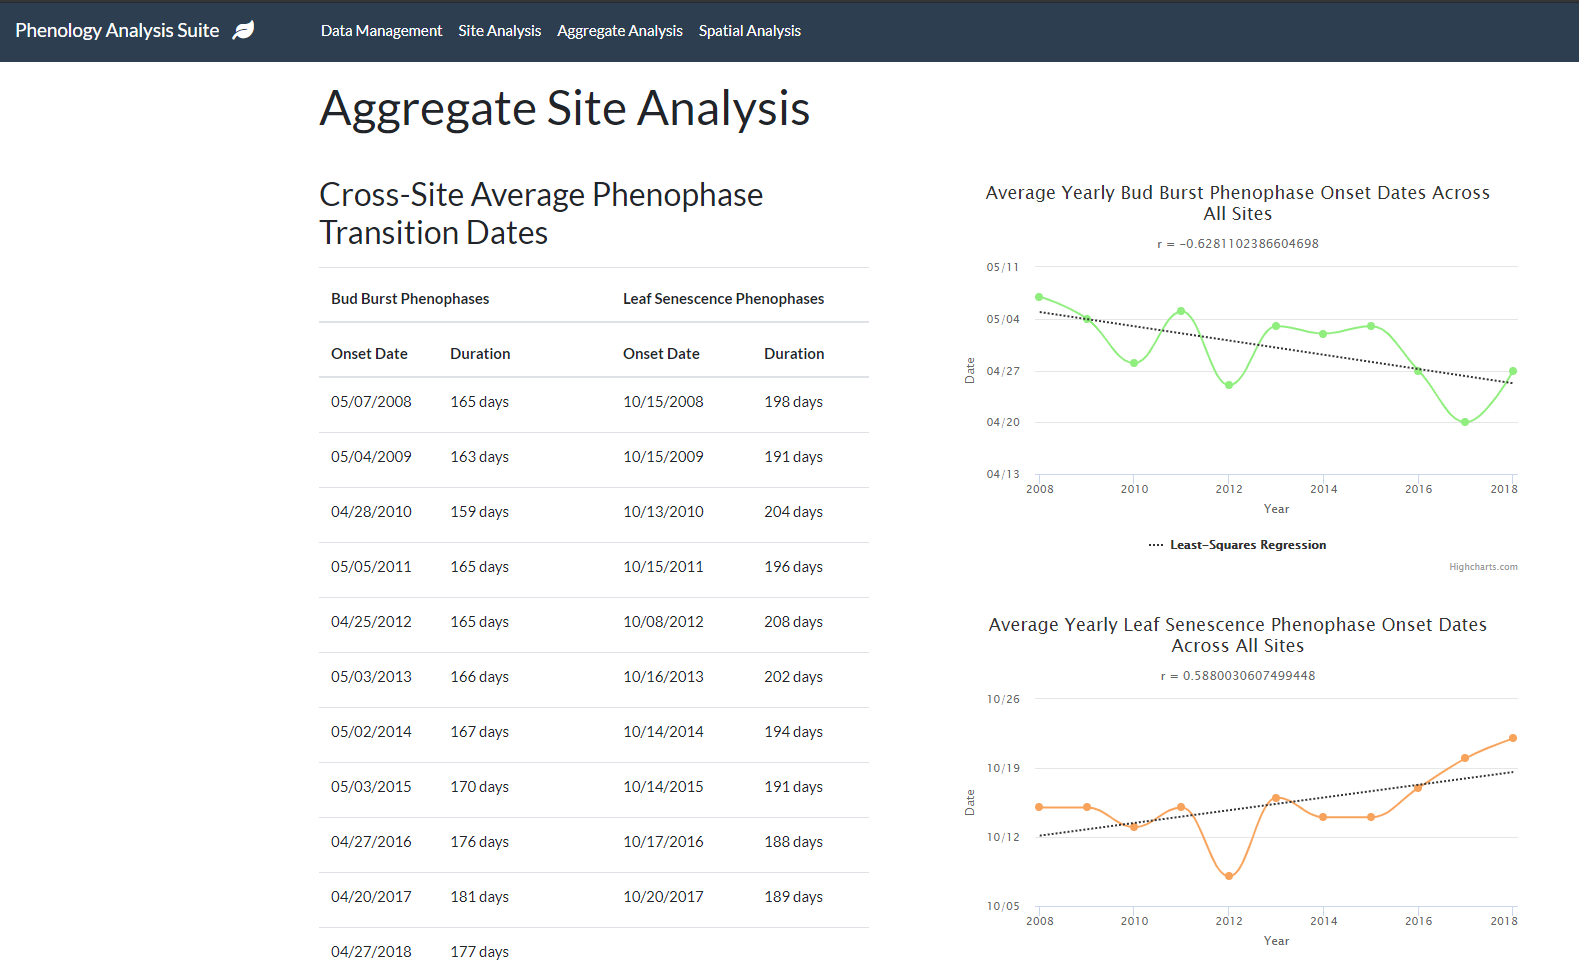 Phenology Analysis Suite
Data Management Site Analysis Aggregate Analysis Spatial Analysis
Aggregate Site Analysis
Cross-Site Average Phenophase
Transition Dates
Bud Burst Phenophases Leaf Senescence Phenophases
Onset Date Duration Onset Date Duration
05/07/2008 165 days 10/15/2008 198 days
05/04/2009 163 days 10/15/2009 191 days
04/28/2010 159 days 10/13/2010 204 days
05/05/2011 165 days 10/15/2011 196 days
04/25/2012 165 days 10/08/2012 208 days
05/03/2013 166 days 10/16/2013 202 days
05/02/2014 167 days 10/14/2014 194 days
05/03/2015 170 days 10/14/2015 191 days
04/27/2016 176 days 10/17/2016 188 days
04/20/2017 181 days 10/20/2017 189 days
04/27/2018 177 days
Average Yearly Bud Burst Phenophase Onset Dates Across
All Sites
r = -0.6281102386604698
05/11
05/04
04/27
04/20
04/13
Date
2008 2010 2012 2014 2016 2018
Year
Least-Squares Regression
Highcharts.com
Average Yearly Leaf Senescence Phenophase Onset Dates
Across All Sites
r = 0.5880030607499448
10/26
10/19
10/12
10/05
Date
2008 2010 2012 2014 2016 2018
Year